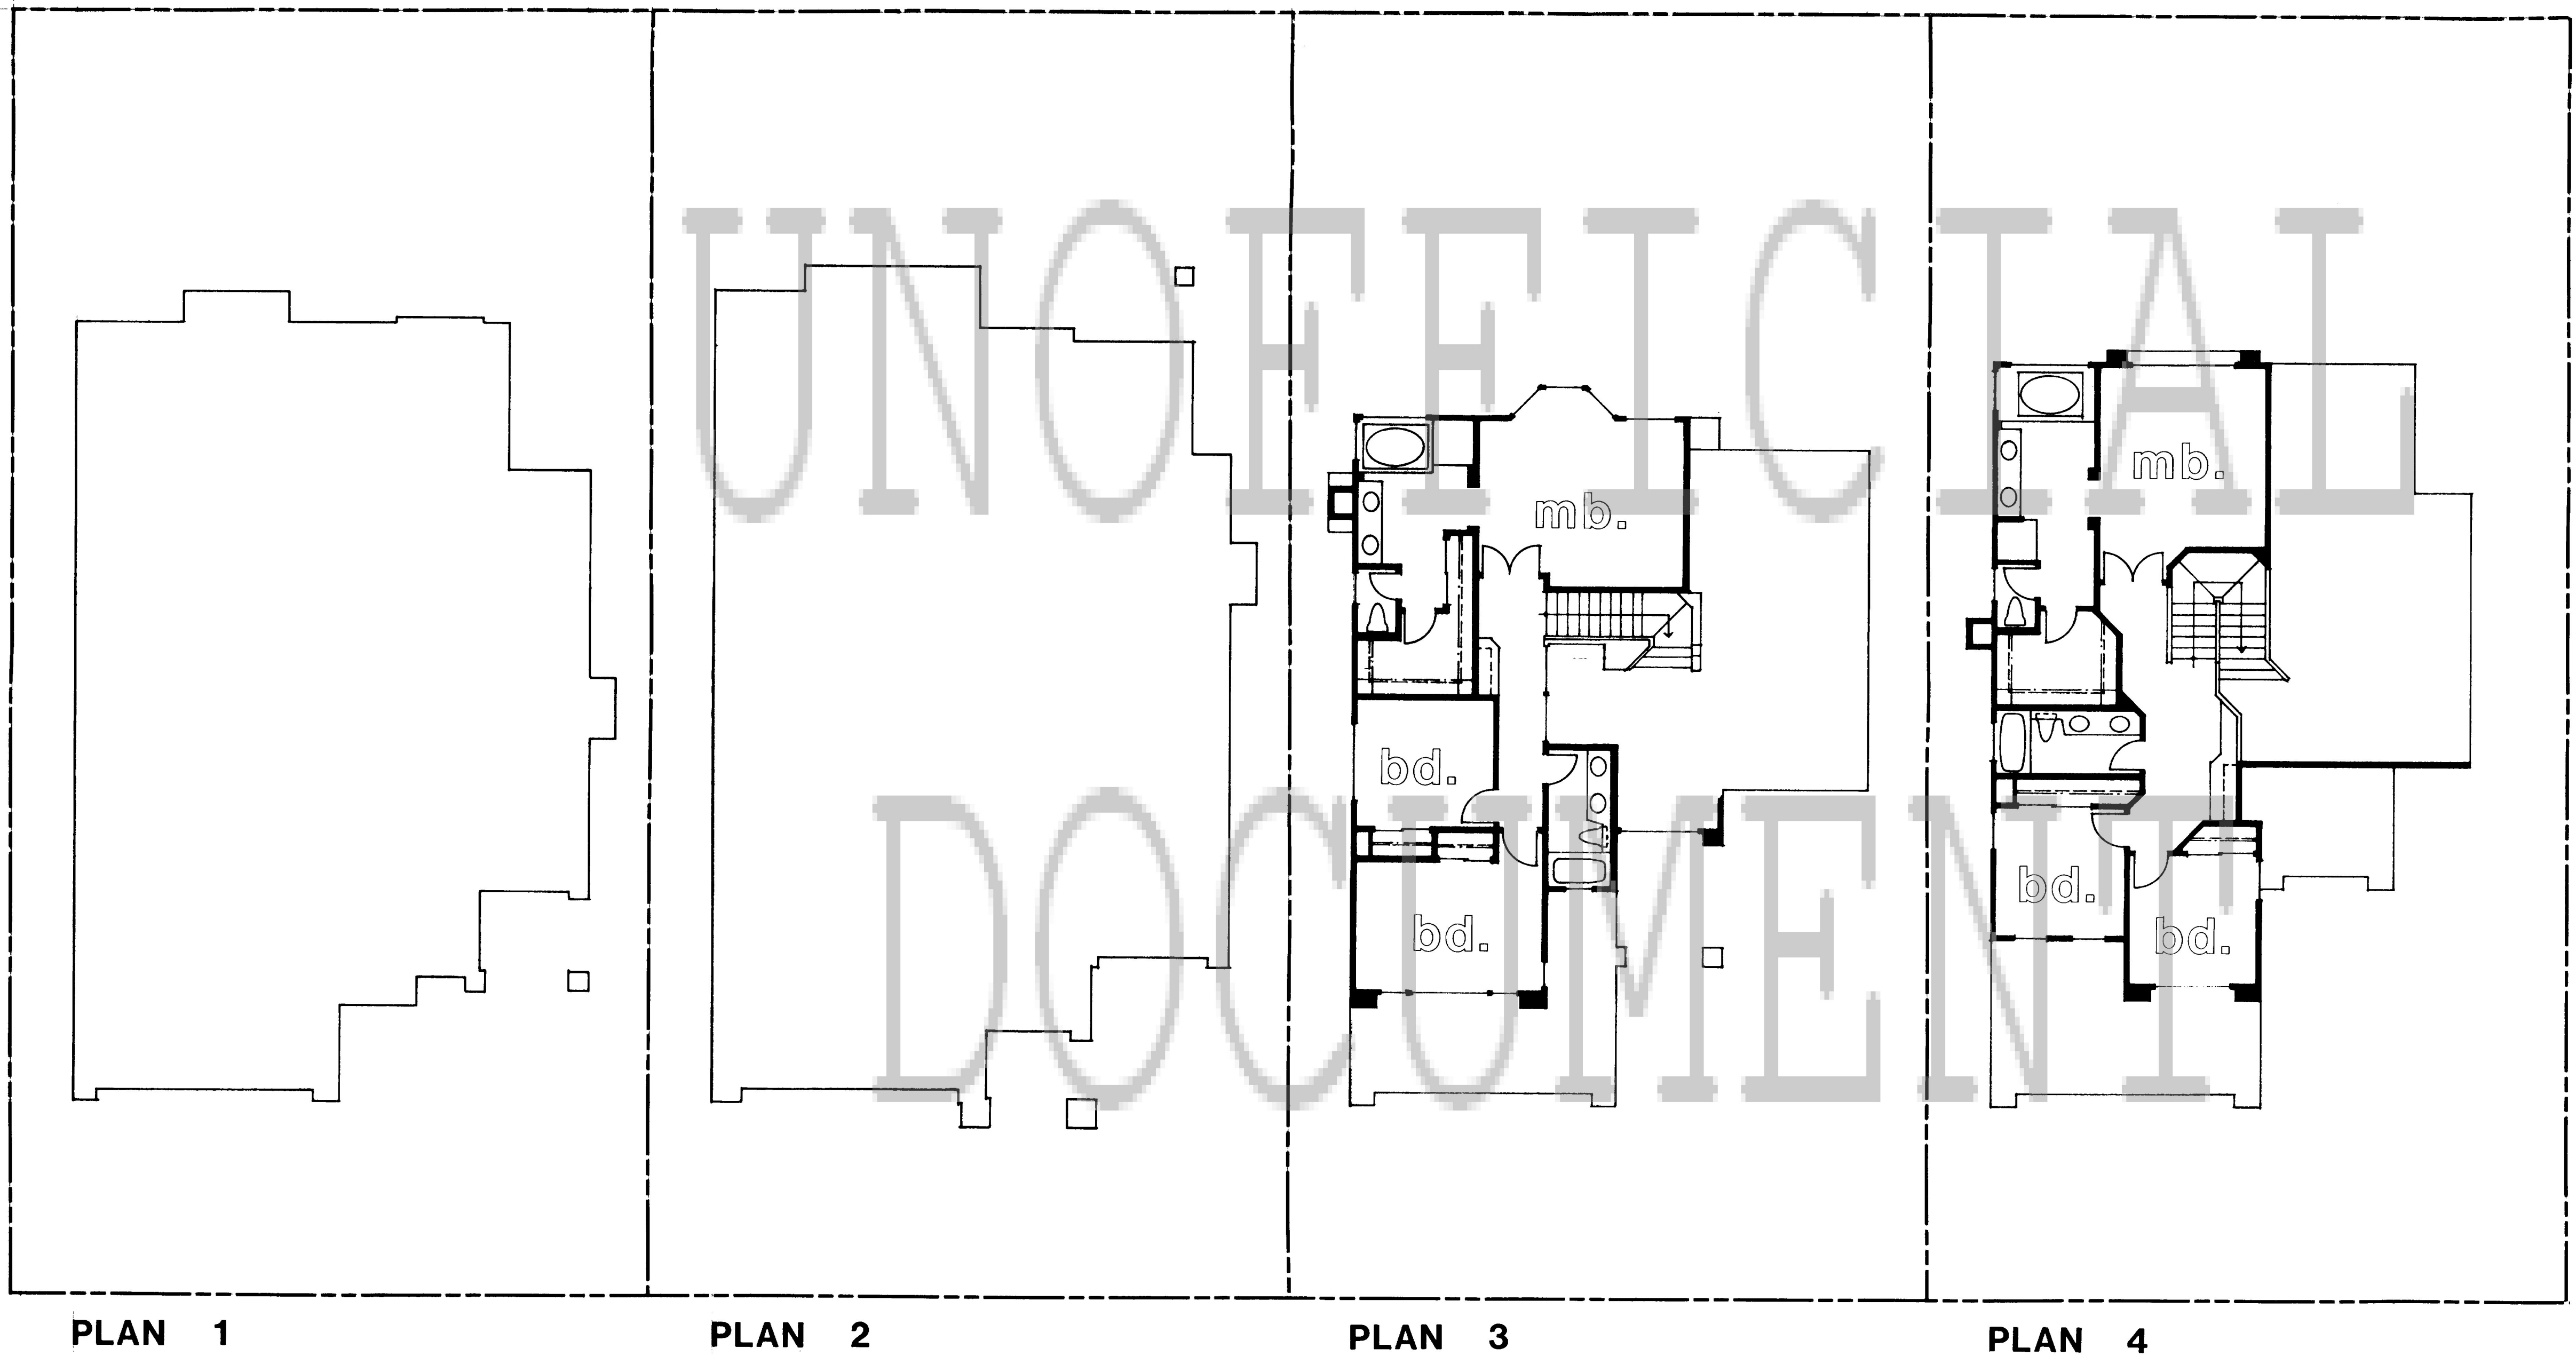 UNOFFICIAL
mb.
mb.
bd.
DOCUMENT
bd.
bd.
bd.
PLAN 1 PLAN 2 PLAN 3 PLAN 4